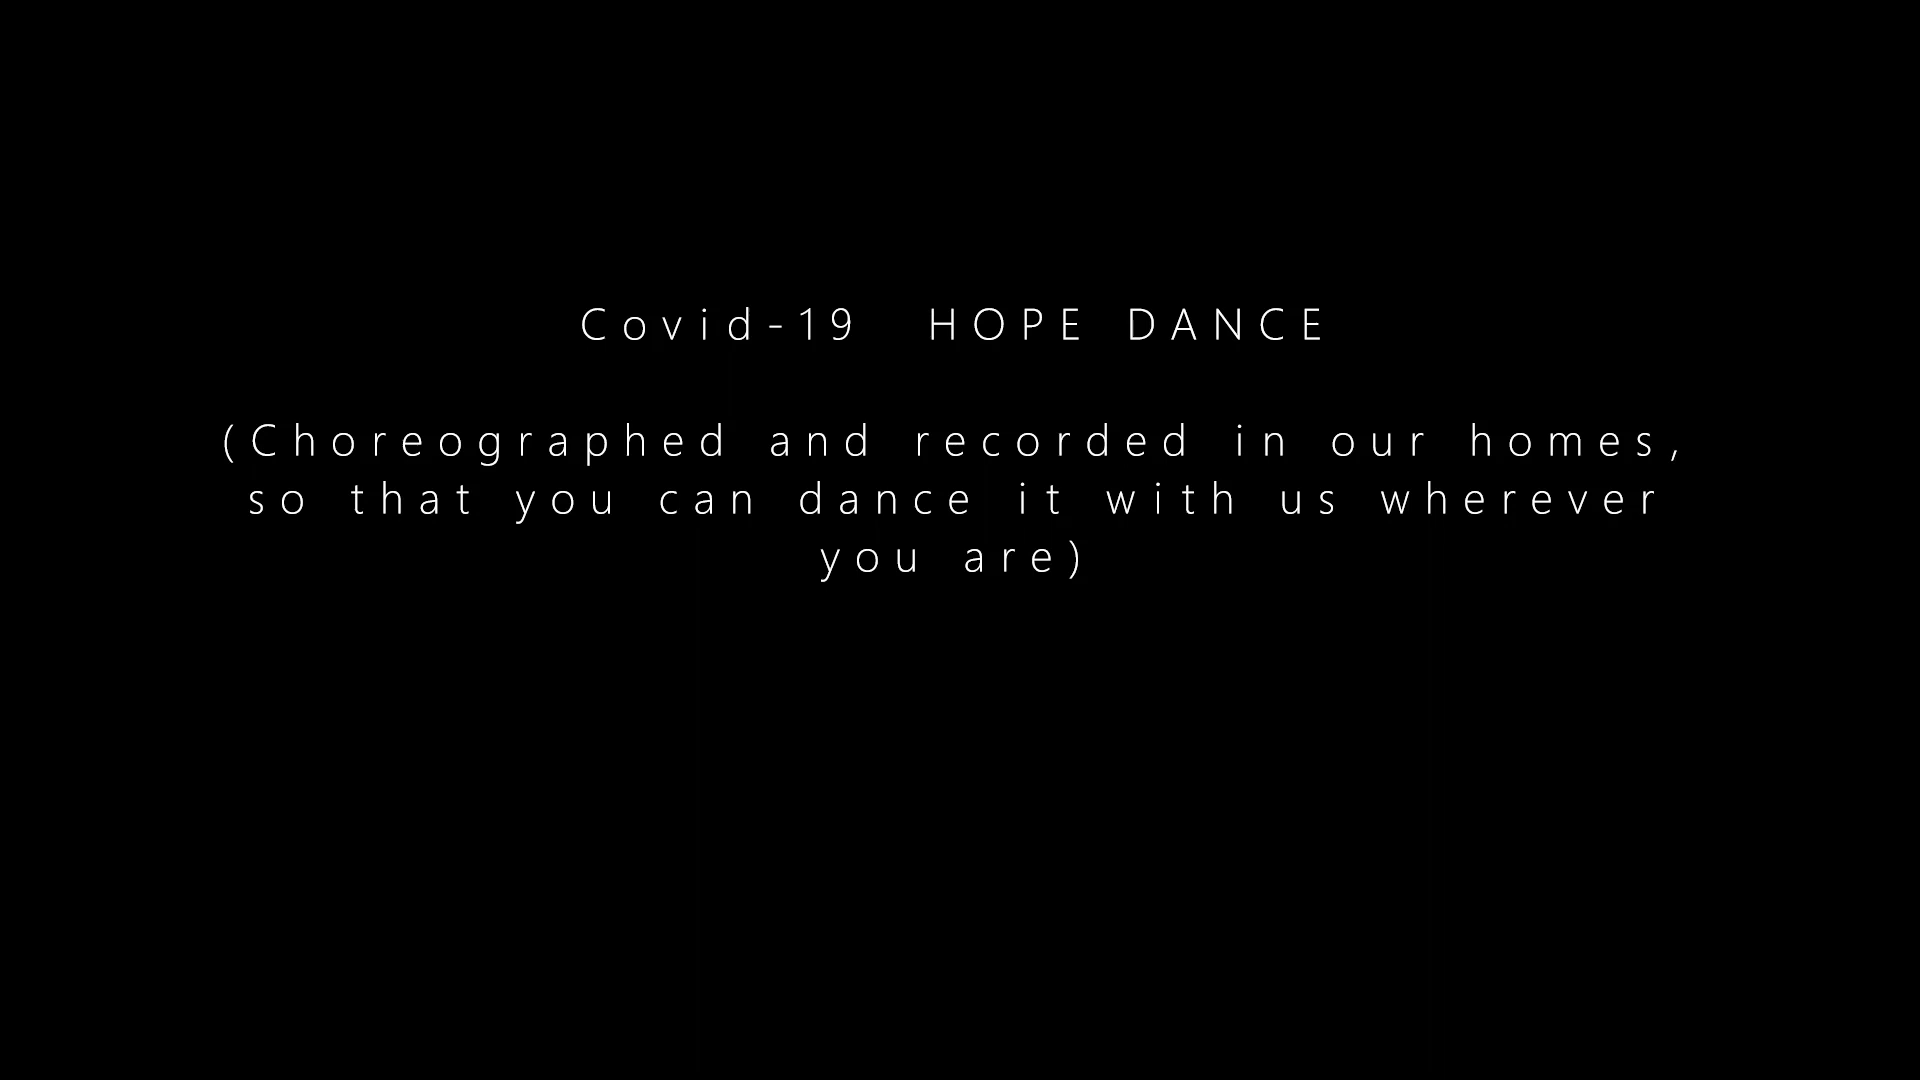 Covid-19 HOPE DANCE
(Choreographed and recorded in our homes,
so that you can dance it with us wherever
you are)